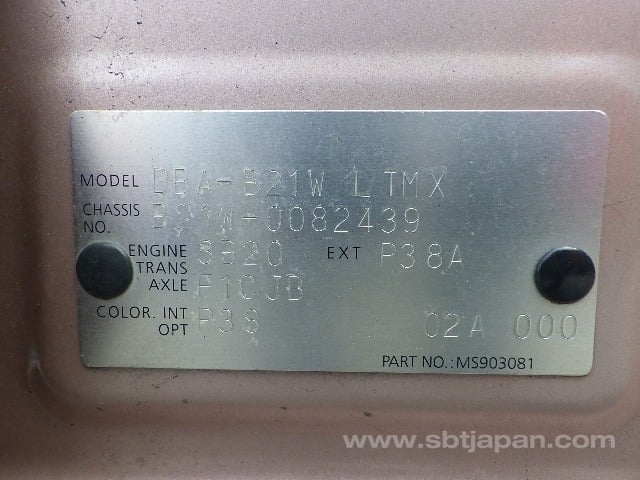 MODEL DBA-B21W LTMX
CHASSIS NO. B21W-0082439
ENGINE 3B20 EXT P38A
TRANS AXLE F1CJB
COLOR. INT OPT P38 02A 000
PART NO.:MS903081
www.sbtjapan.com